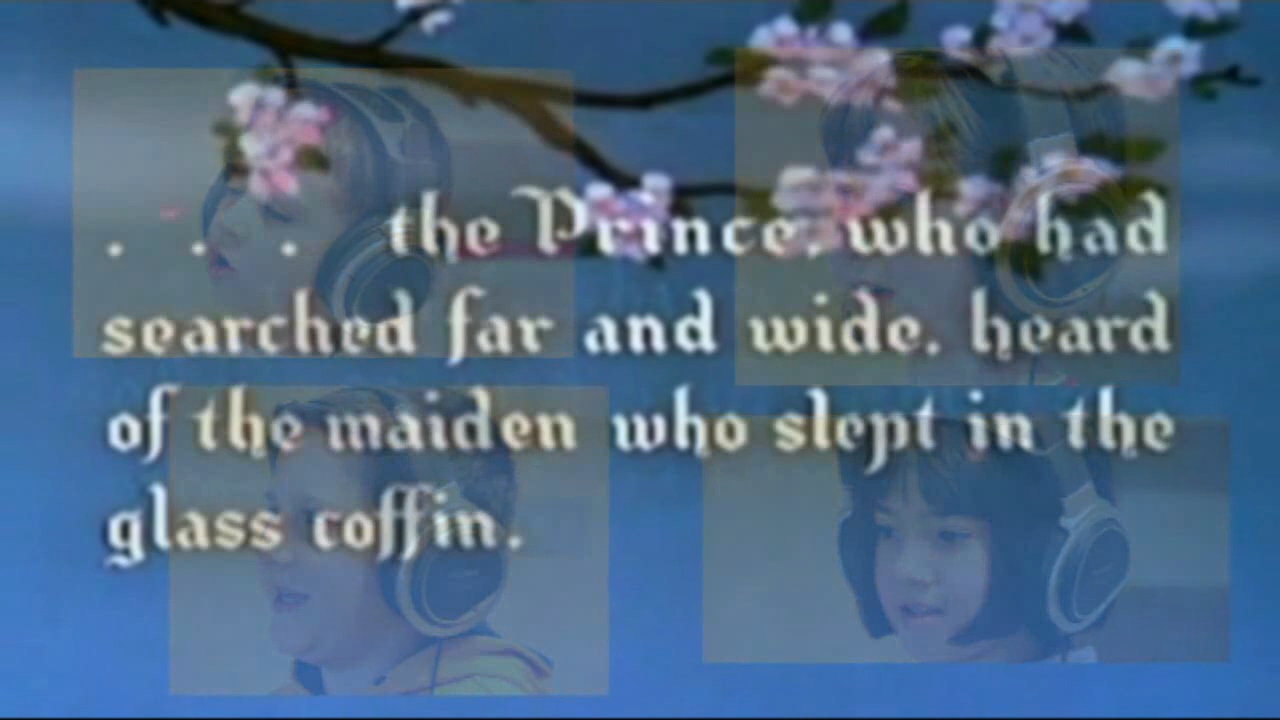 . . . the Prince, who had
searched far and wide, heard
of the maiden who slept in the
glass coffin.